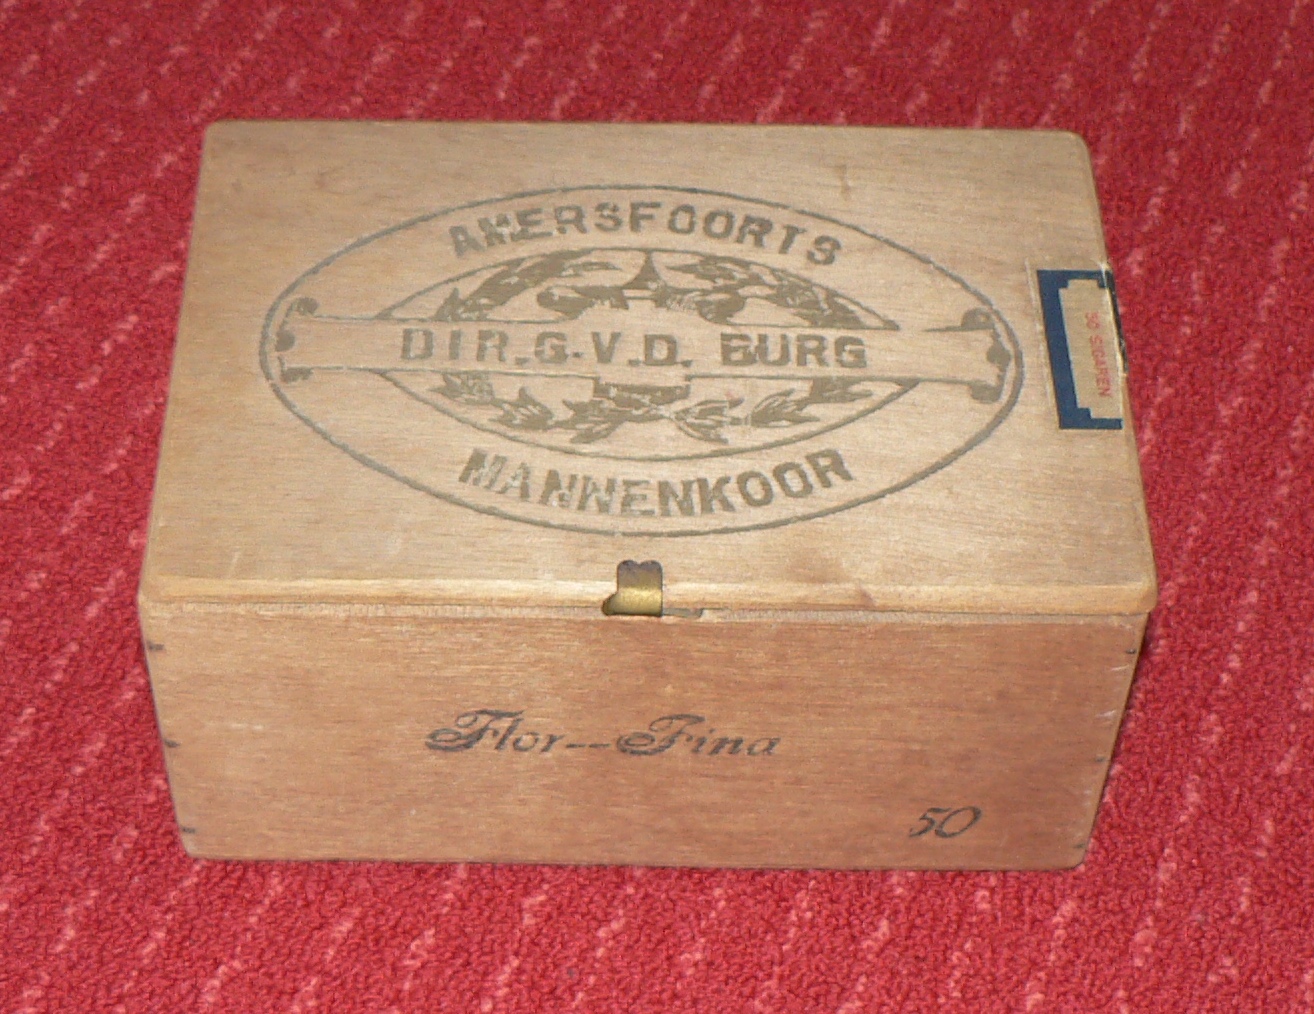 AMERSFOORTS
DIR. G. V. D. BURG
MANNENKOOR
50 SIGAREN
Flor--Fina
50